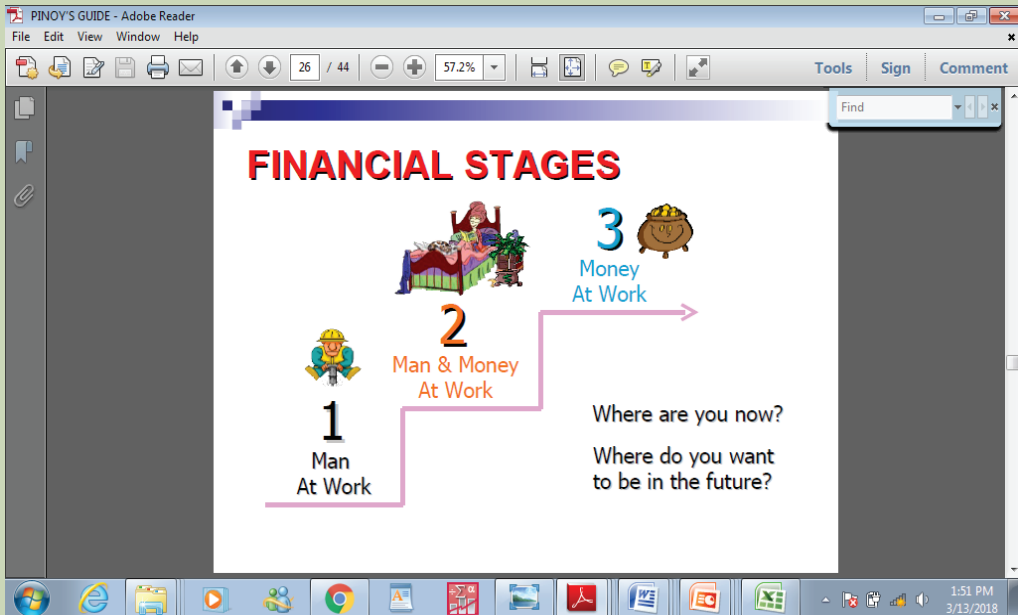 PINOY'S GUIDE - Adobe Reader
File Edit View Window Help
26 / 44 57.2% Tools Sign Comment
Find
FINANCIAL STAGES
3
Money
At Work
2
Man & Money
At Work
1
Man
At Work
Where are you now?
Where do you want
to be in the future?
1:51 PM
3/13/2018